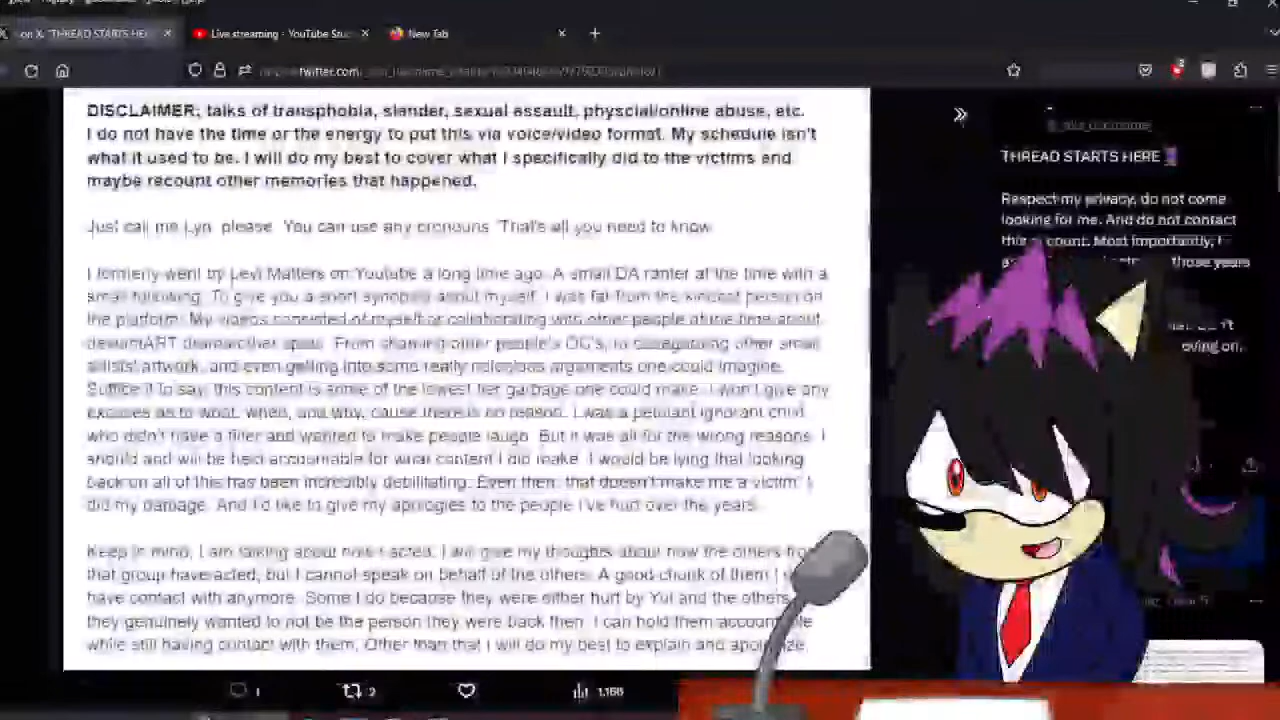 on X: "THREAD STARTS HE
Live streaming - YouTube Stu
New Tab
twitter.com
DISCLAIMER; talks of transphobia, slander, sexual assault, physcial/online abuse, etc.
I do not have the time or the energy to put this via voice/video format. My schedule isn't
what it used to be. I will do my best to cover what I specifically did to the victims and
maybe recount other memories that happened.
Just call me Lyn, please. You can use any pronouns. That's all you need to know.
I formerly went by Levi Matters on Youtube a long time ago. A small DA ranter at the time with a
small following. To give you a short synopsis about myself, I was far from the kindest person on
the platform. My videos consisted of myself or collaborating with other people at the time about
deviantART drama/other spats. From shaming other people's OC's, to denigrating other small
artists' artwork, and even getting into some really ridiculous arguments one could imagine.
Suffice it to say, this content is some of the lowest tier garbage one could make. I won't give any
excuses as to what, when, and why, cause there is no reason. I was a petulant ignorant child
who didn't have a filter and wanted to make people laugh. But it was all for the wrong reasons. I
should and will be held accountable for what content I did make. I would be lying that looking
back on all of this has been incredibly debilitating. Even then, that doesn't make me a victim. I
did my damage. And I'd like to give my apologies to the people I've hurt over the years.
Keep in mind, I am talking about how I acted. I will give my thoughts about how the others from
that group have acted, but I cannot speak on behalf of the others. A good chunk of them I
have contact with anymore. Some I do because they were either hurt by Yui and the others
they genuinely wanted to not be the person they were back then. I can hold them accountable
while still having contact with them. Other than that I will do my best to explain and apologize.
1
2
1,168
THREAD STARTS HERE
Respect my privacy, do not come
looking for me. And do not contact
this account. Most importantly, I
those years
oving on.